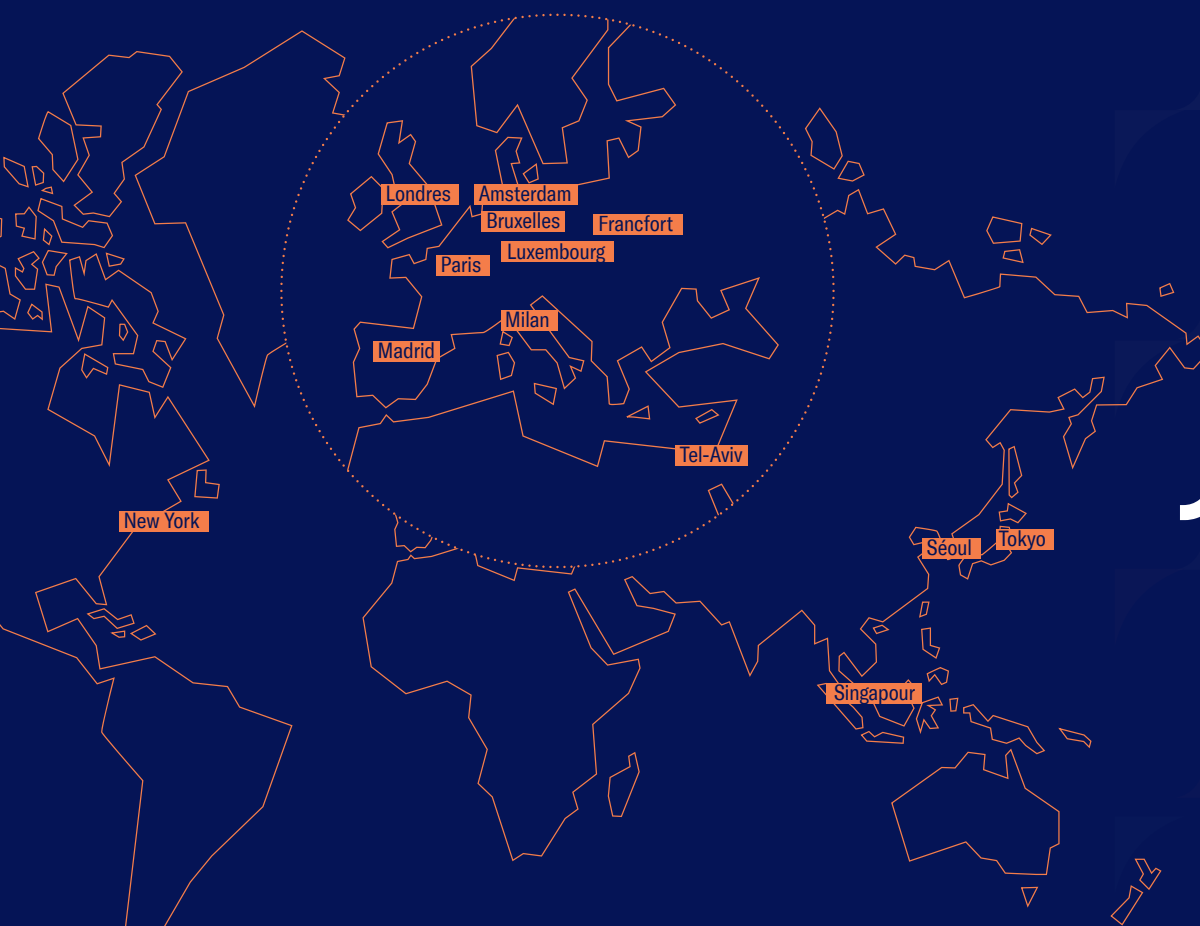 Londres
Amsterdam
Bruxelles
Francfort
Luxembourg
Paris
Milan
Madrid
Tel-Aviv
New York
Séoul
Tokyo
Singapour